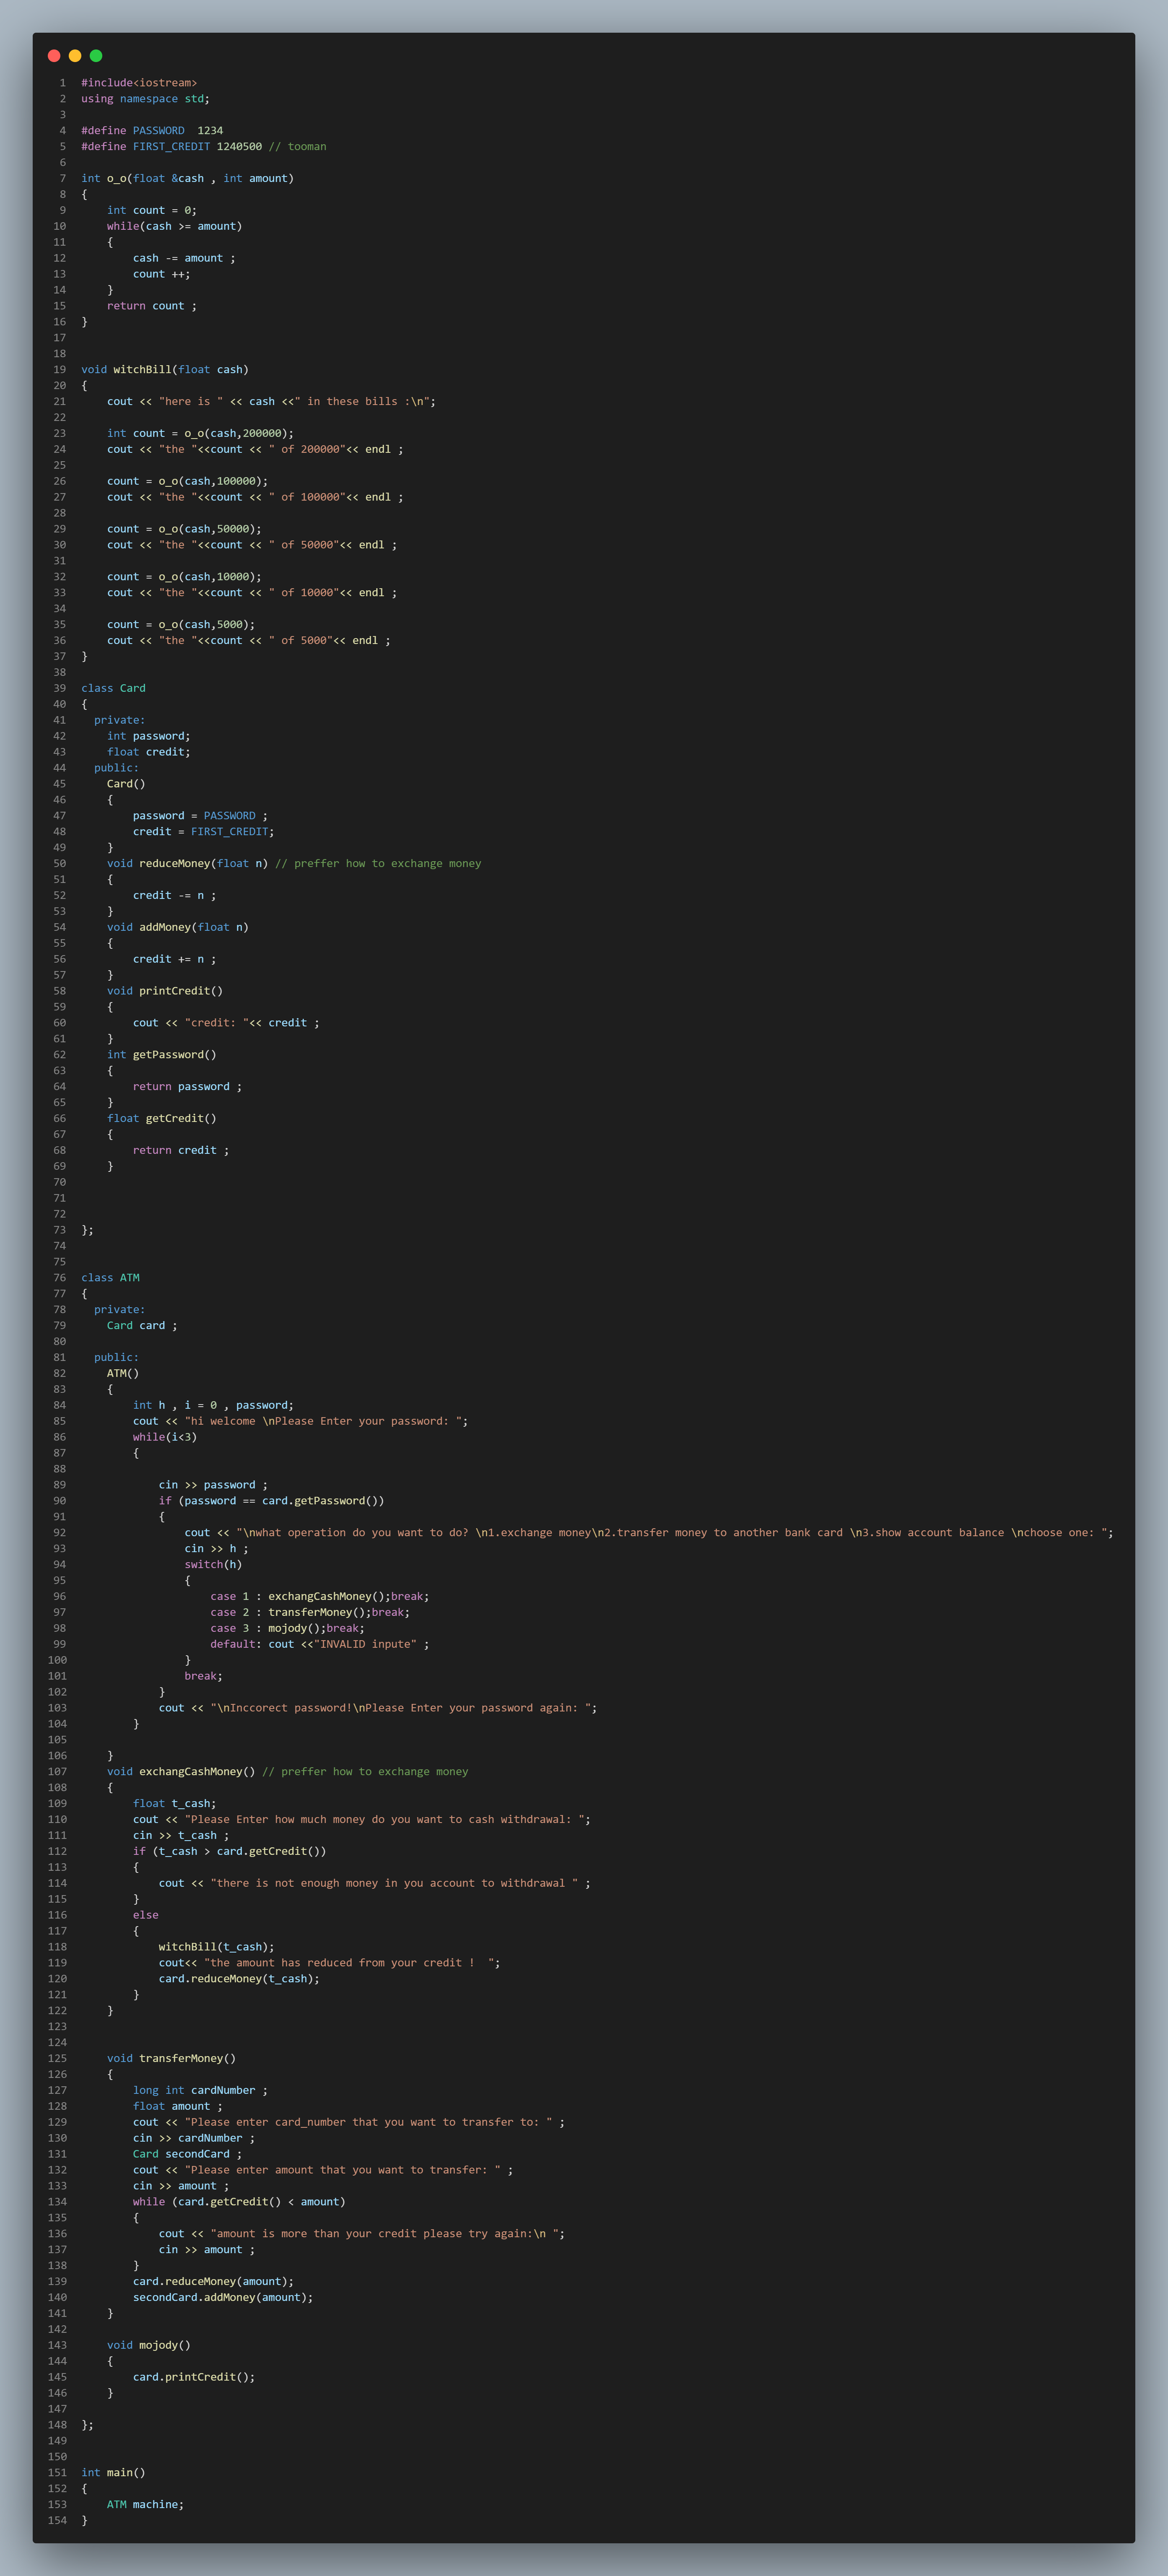 1 #include<iostream>
2 using namespace std;
3
4 #define PASSWORD  1234
5 #define FIRST_CREDIT 1240500 // tooman
6
7 int o_o(float &cash , int amount)
8 {
9     int count = 0;
10     while(cash >= amount)
11     {
12         cash -= amount ;
13         count ++;
14     }
15     return count ;
16 }
17
18
19 void witchBill(float cash)
20 {
21     cout << "here is " << cash <<" in these bills :\n";
22
23     int count = o_o(cash,200000);
24     cout << "the "<<count << " of 200000"<< endl ;
25
26     count = o_o(cash,100000);
27     cout << "the "<<count << " of 100000"<< endl ;
28
29     count = o_o(cash,50000);
30     cout << "the "<<count << " of 50000"<< endl ;
31
32     count = o_o(cash,10000);
33     cout << "the "<<count << " of 10000"<< endl ;
34
35     count = o_o(cash,5000);
36     cout << "the "<<count << " of 5000"<< endl ;
37 }
38
39 class Card
40 {
41   private:
42     int password;
43     float credit;
44   public:
45     Card()
46     {
47         password = PASSWORD ;
48         credit = FIRST_CREDIT;
49     }
50     void reduceMoney(float n) // preffer how to exchange money
51     {
52         credit -= n ;
53     }
54     void addMoney(float n)
55     {
56         credit += n ;
57     }
58     void printCredit()
59     {
60         cout << "credit: "<< credit ;
61     }
62     int getPassword()
63     {
64         return password ;
65     }
66     float getCredit()
67     {
68         return credit ;
69     }
70
71
72
73 };
74
75
76 class ATM
77 {
78   private:
79     Card card ;
80
81   public:
82     ATM()
83     {
84         int h , i = 0 , password;
85         cout << "hi welcome \nPlease Enter your password: ";
86         while(i<3)
87         {
88
89             cin >> password ;
90             if (password == card.getPassword())
91             {
92                 cout << "\nwhat operation do you want to do? \n1.exchange money\n2.transfer money to another bank card \n3.show account balance \nchoose one: ";
93                 cin >> h ;
94                 switch(h)
95                 {
96                     case 1 : exchangCashMoney();break;
97                     case 2 : transferMoney();break;
98                     case 3 : mojody();break;
99                     default: cout <<"INVALID inpute" ;
100                 }
101                 break;
102             }
103             cout << "\nInccorect password!\nPlease Enter your password again: ";
104         }
105
106     }
107     void exchangCashMoney() // preffer how to exchange money
108     {
109         float t_cash;
110         cout << "Please Enter how much money do you want to cash withdrawal: ";
111         cin >> t_cash ;
112         if (t_cash > card.getCredit())
113         {
114             cout << "there is not enough money in you account to withdrawal " ;
115         }
116         else
117         {
118             witchBill(t_cash);
119             cout<< "the amount has reduced from your credit !  ";
120             card.reduceMoney(t_cash);
121         }
122     }
123
124
125     void transferMoney()
126     {
127         long int cardNumber ;
128         float amount ;
129         cout << "Please enter card_number that you want to transfer to: " ;
130         cin >> cardNumber ;
131         Card secondCard ;
132         cout << "Please enter amount that you want to transfer: " ;
133         cin >> amount ;
134         while (card.getCredit() < amount)
135         {
136             cout << "amount is more than your credit please try again:\n ";
137             cin >> amount ;
138         }
139         card.reduceMoney(amount);
140         secondCard.addMoney(amount);
141     }
142
143     void mojody()
144     {
145         card.printCredit();
146     }
147
148 };
149
150
151 int main()
152 {
153     ATM machine;
154 }